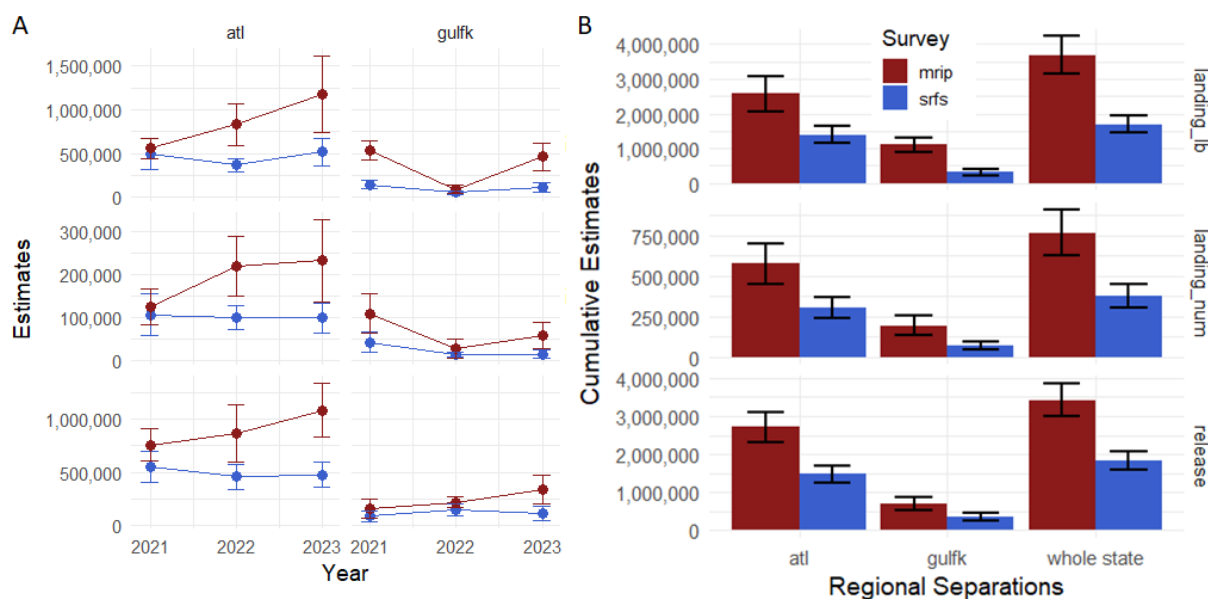 A
atl
gulfk
1,500,000
1,000,000
500,000
0
300,000
200,000
100,000
0
1,000,000
500,000
0
Estimates
2021
2022
2023
2021
2022
2023
Year
B
Survey
mrip
srfs
4,000,000
3,000,000
2,000,000
1,000,000
0
landing_lb
750,000
500,000
250,000
0
landing_num
4,000,000
3,000,000
2,000,000
1,000,000
0
release
Cumulative Estimates
atl
gulfk
whole state
Regional Separations